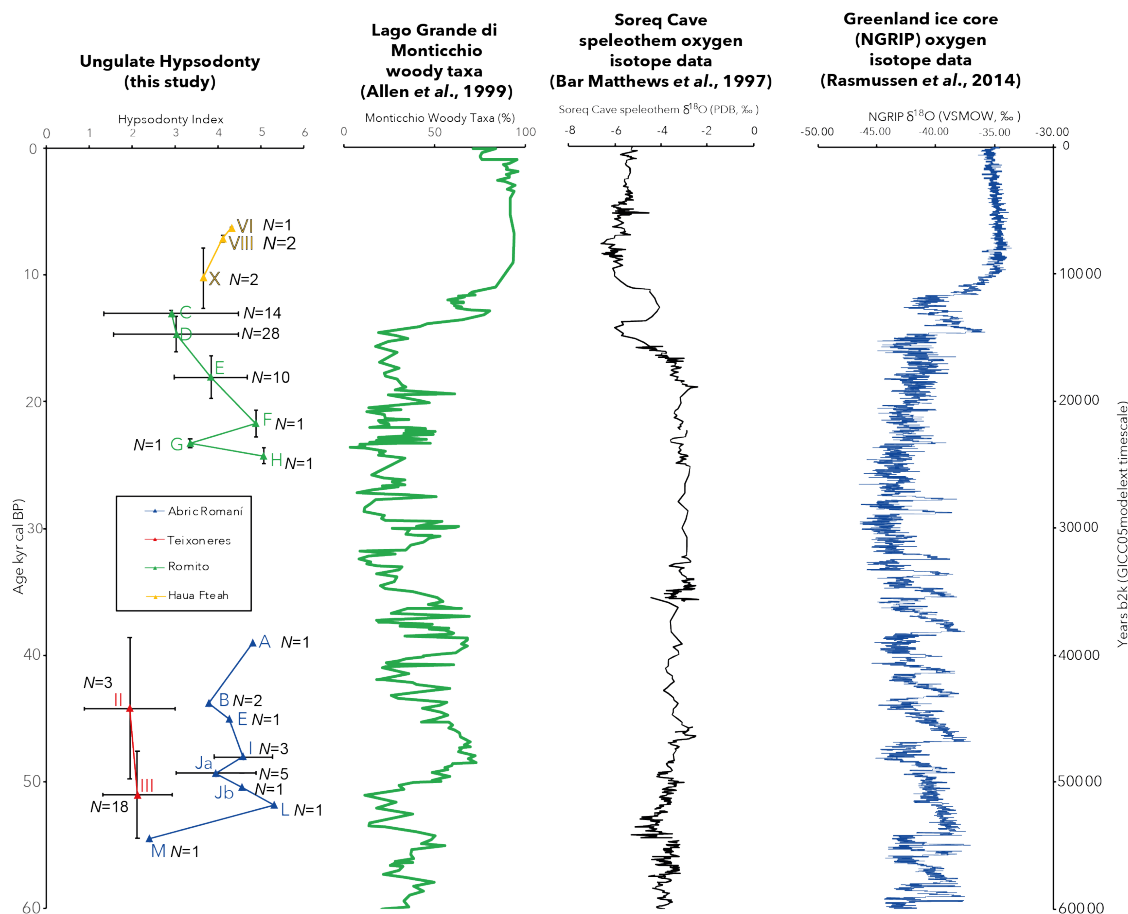 Ungulate Hypsodonty
(this study)
Hypsodonty Index
0 1 2 3 4 5 6
Lago Grande di
Monticchio
woody taxa
(Allen et al., 1999)
Monticchio Woody Taxa (%)
0 50 100
Soreq Cave
speleothem oxygen
isotope data
(Bar Matthews et al., 1997)
Soreq Cave speleothem δ18O (PDB, ‰)
-8 -6 -4 -2 0
Greenland ice core
(NGRIP) oxygen
isotope data
(Rasmussen et al., 2014)
NGRIP δ18O (VSMOW, ‰)
-50.00 -45.00 -40.00 -35.00 -30.00
Age kyr cal BP)
0
10
20
30
40
50
60
VI N=1
VIII N=2
X N=2
C N=14
D N=28
E N=10
F N=1
N=1 G
H N=1
Abric Romaní
Teixoneres
Romito
Haua Fteah
A N=1
N=3
II
B N=2
E N=1
I N=3
Ja N=5
III
Jb N=1
N=18
L N=1
M N=1
0
10000
20000
30000
40000
500000
60000
Years b2k (GICC05modelext timescale)